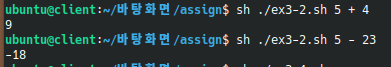 ubuntu@client:~/바탕화면/assign$ sh ./ex3-2.sh 5 + 4
9
ubuntu@client:~/바탕화면/assign$ sh ./ex3-2.sh 5 - 23
-18